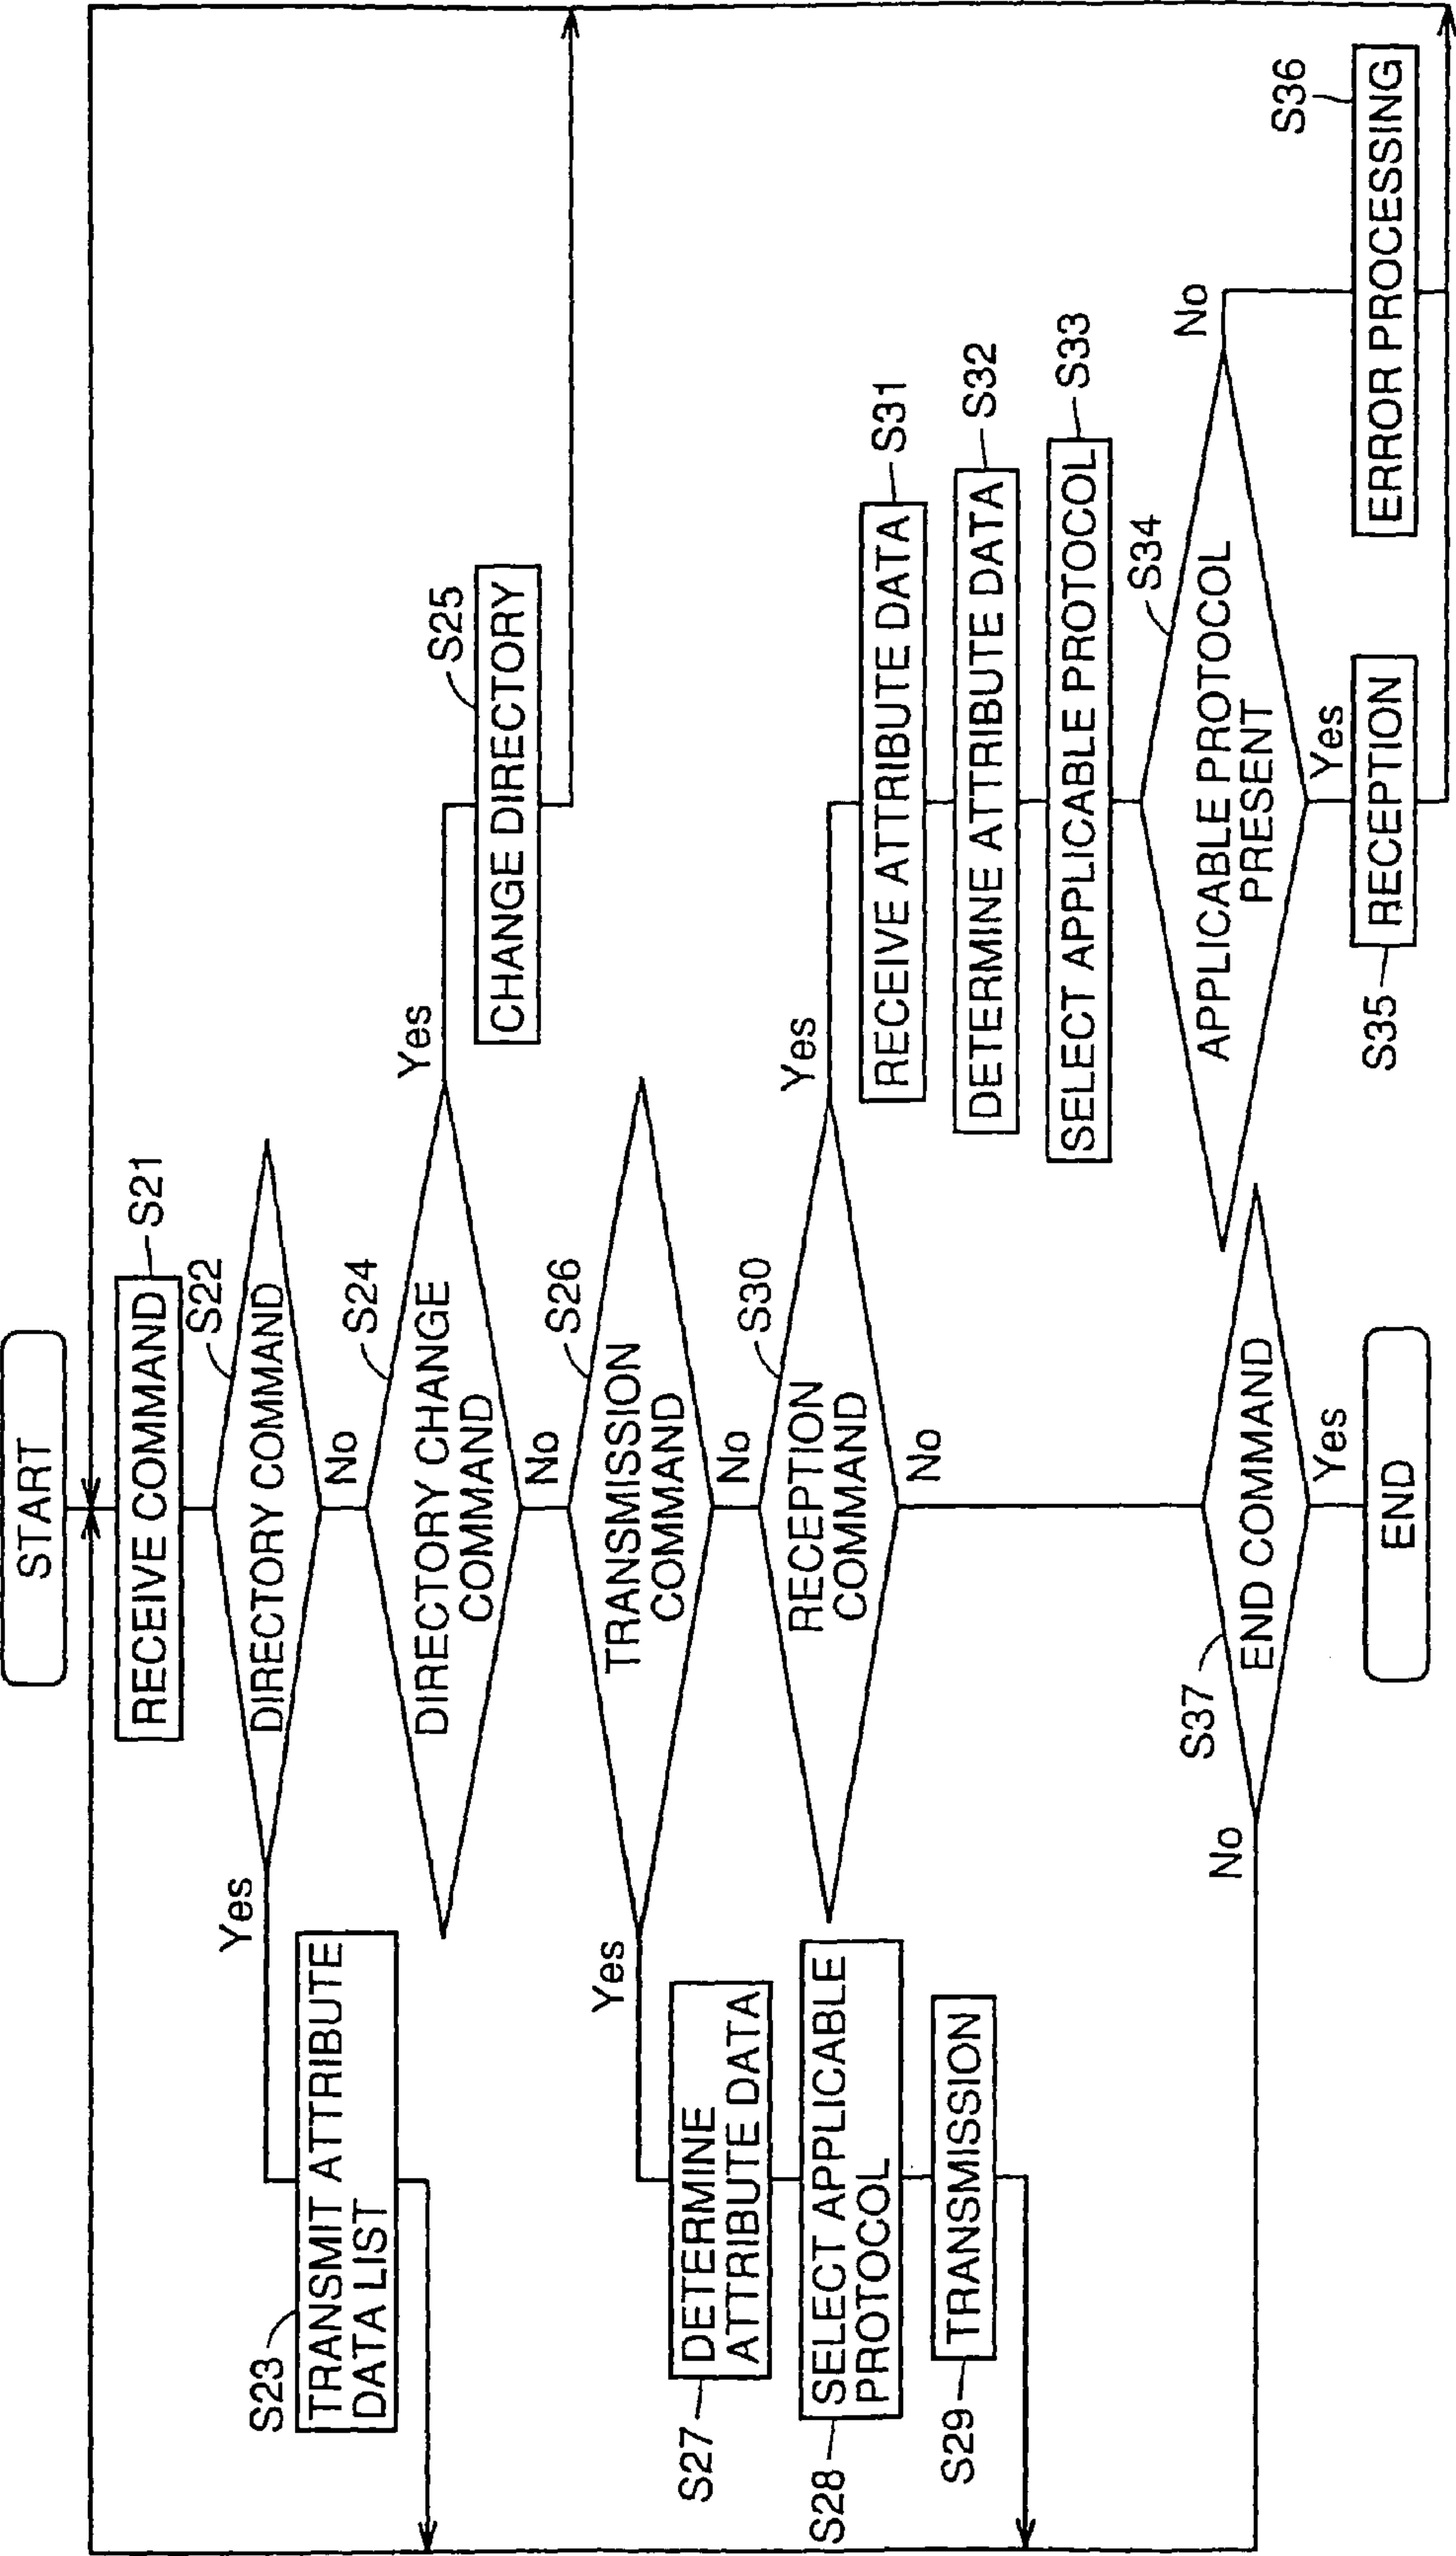 START
RECEIVE COMMAND
S21
DIRECTORY COMMAND
S22
Yes
No
S23
TRANSMIT ATTRIBUTE
DATA LIST
DIRECTORY CHANGE
COMMAND
S24
Yes
No
S25
CHANGE DIRECTORY
TRANSMISSION
COMMAND
S26
Yes
No
S27
DETERMINE
ATTRIBUTE DATA
S28
SELECT APPLICABLE
PROTOCOL
S29
TRANSMISSION
RECEPTION
COMMAND
S30
Yes
No
RECEIVE ATTRIBUTE DATA
S31
DETERMINE ATTRIBUTE DATA
S32
SELECT APPLICABLE PROTOCOL
S33
APPLICABLE PROTOCOL
PRESENT
S34
No
Yes
S35
RECEPTION
S36
ERROR PROCESSING
S37
END COMMAND
No
Yes
END